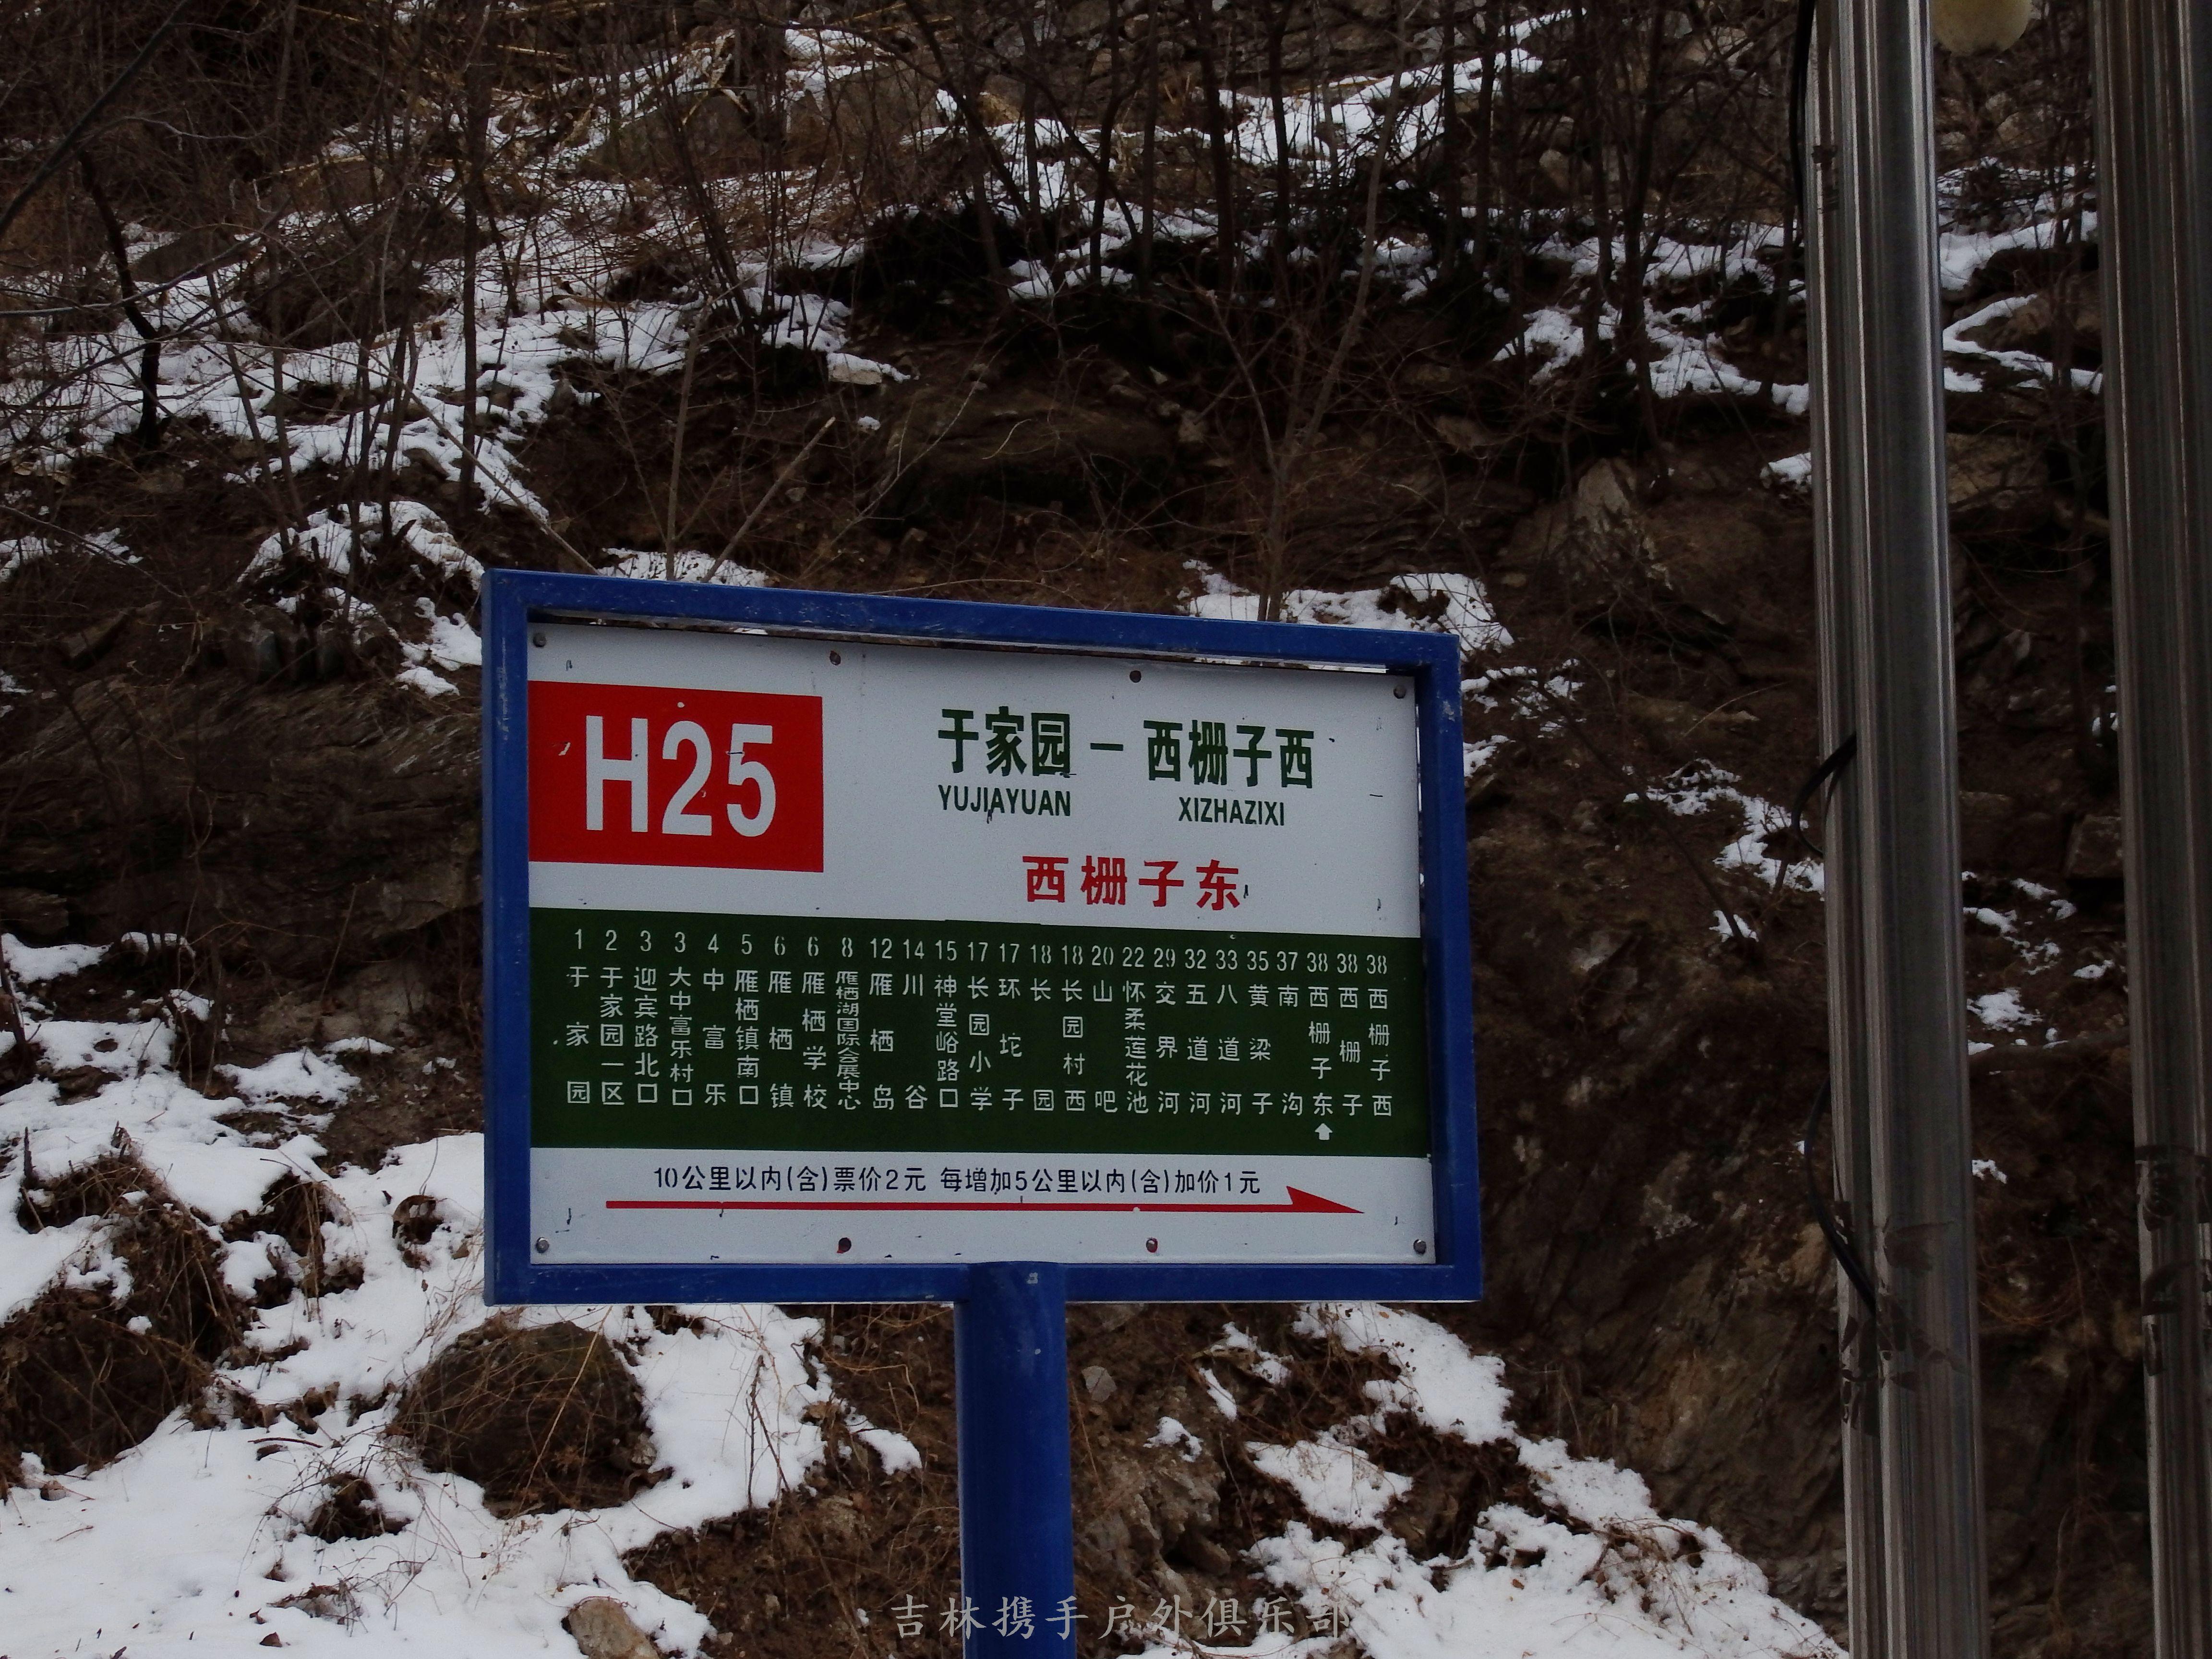 H25
于家园 — 西栅子西
YUJIAYUAN XIZHAZIXI
西栅子东
1 于家园
2 于家园一区
3 迎宾路北口
3 大中富乐村口
4 中富乐
5 雁栖镇南口
6 雁栖镇
6 雁栖学校
8 雁栖湖国际会展中心
12 雁栖岛
14 川谷
15 神堂峪路口
17 长园小学
17 环坨子
18 长园
18 长园村西
20 山吧
22 怀柔莲花池
29 交界河
32 五道河
33 八道河
35 黄梁子
37 南沟
38 西栅子东
38 西栅子
38 西栅子西
10公里以内(含)票价2元 每增加5公里以内(含)加价1元
吉林携手户外俱乐部